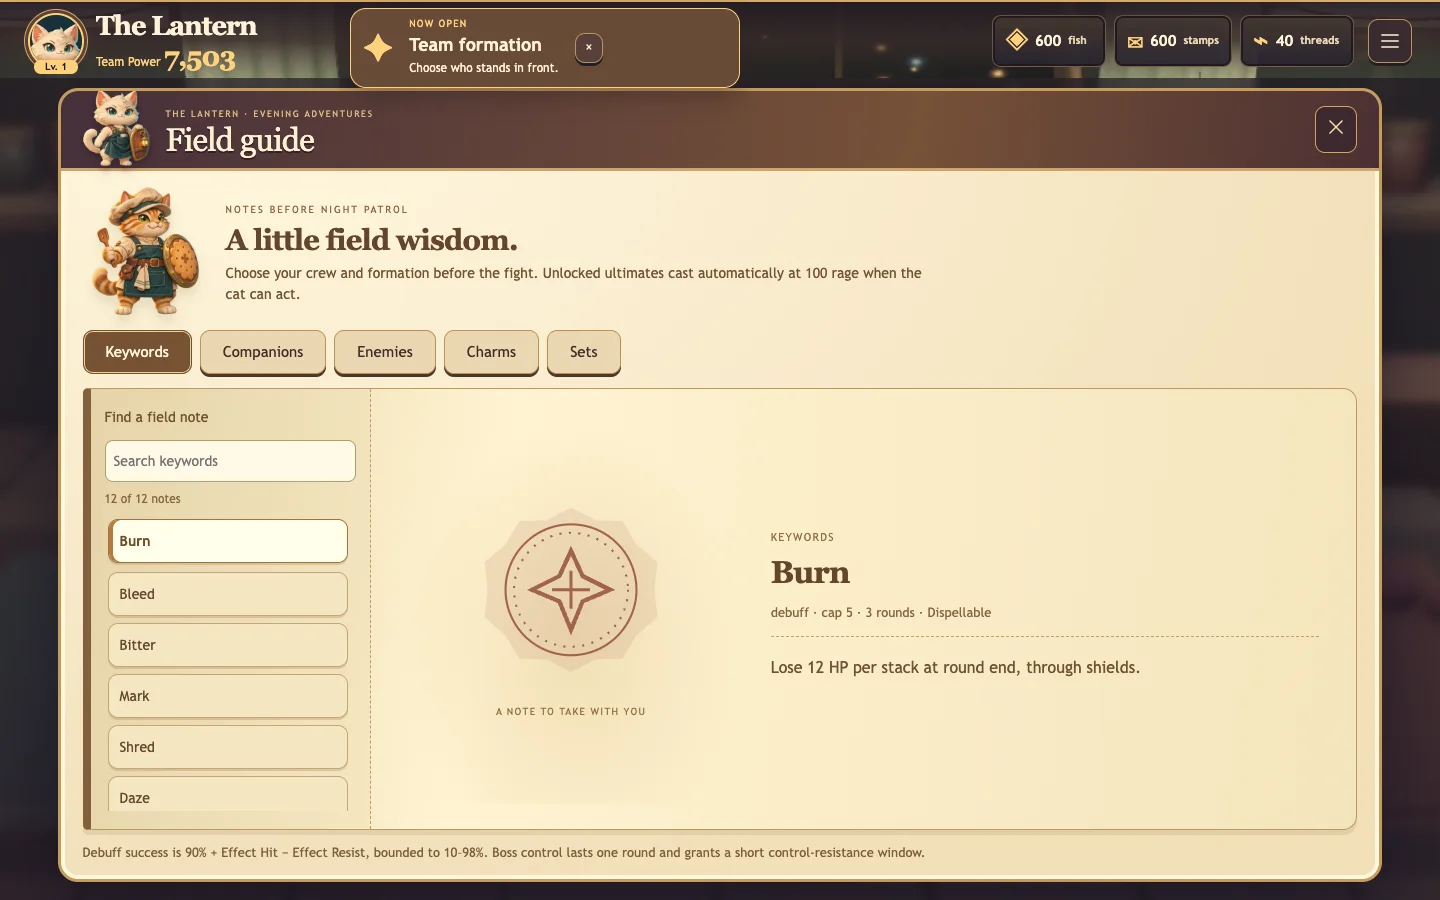 The Lantern
Lv. 1
Team Power 7,503
NOW OPEN
Team formation
Choose who stands in front.
×
600 fish
600 stamps
40 threads
THE LANTERN · EVENING ADVENTURES
Field guide
NOTES BEFORE NIGHT PATROL
A little field wisdom.
Choose your crew and formation before the fight. Unlocked ultimates cast automatically at 100 rage when the
cat can act.
Keywords
Companions
Enemies
Charms
Sets
Find a field note
Search keywords
12 of 12 notes
Burn
Bleed
Bitter
Mark
Shred
Daze
A NOTE TO TAKE WITH YOU
KEYWORDS
Burn
debuff · cap 5 · 3 rounds · Dispellable
Lose 12 HP per stack at round end, through shields.
Debuff success is 90% + Effect Hit − Effect Resist, bounded to 10–98%. Boss control lasts one round and grants a short control-resistance window.